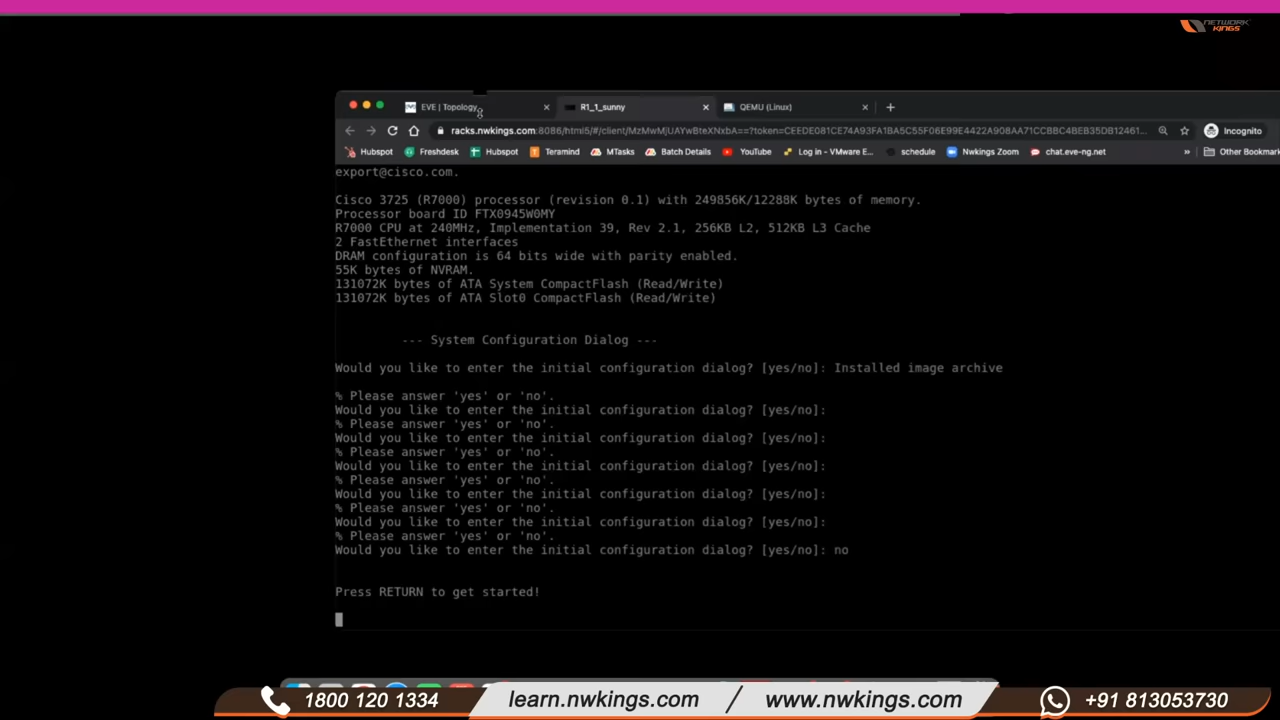 NETWORK
KINGS
EVE | Topology
R1_1_sunny
QEMU (Linux)
racks.nwkings.com:8086/html5/#/client/MzMwMjUAYwBteXNxbA==?token=CEEDE081CE74A93FA1BA5C55F06E99E4422A908AA71CCBBC4BEB35DB12461...
Incognito
Hubspot
Freshdesk
Hubspot
Teramind
MTasks
Batch Details
YouTube
Log in - VMware E...
schedule
Nwkings Zoom
chat.eve-ng.net
»
Other Bookmar
export@cisco.com.
Cisco 3725 (R7000) processor (revision 0.1) with 249856K/12288K bytes of memory.
Processor board ID FTX0945W0MY
R7000 CPU at 240MHz, Implementation 39, Rev 2.1, 256KB L2, 512KB L3 Cache
2 FastEthernet interfaces
DRAM configuration is 64 bits wide with parity enabled.
55K bytes of NVRAM.
131072K bytes of ATA System CompactFlash (Read/Write)
131072K bytes of ATA Slot0 CompactFlash (Read/Write)
--- System Configuration Dialog ---
Would you like to enter the initial configuration dialog? [yes/no]: Installed image archive
% Please answer 'yes' or 'no'.
Would you like to enter the initial configuration dialog? [yes/no]:
% Please answer 'yes' or 'no'.
Would you like to enter the initial configuration dialog? [yes/no]:
% Please answer 'yes' or 'no'.
Would you like to enter the initial configuration dialog? [yes/no]:
% Please answer 'yes' or 'no'.
Would you like to enter the initial configuration dialog? [yes/no]:
% Please answer 'yes' or 'no'.
Would you like to enter the initial configuration dialog? [yes/no]:
% Please answer 'yes' or 'no'.
Would you like to enter the initial configuration dialog? [yes/no]: no
Press RETURN to get started!
1800 120 1334
learn.nwkings.com / www.nwkings.com
+91 813053730